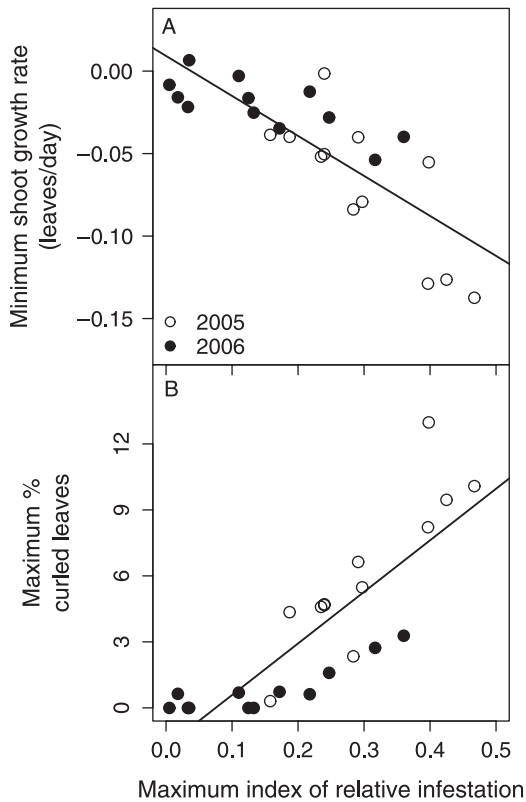 A
Minimum shoot growth rate
(leaves/day)
0.00
−0.05
−0.10
−0.15
2005
2006
B
Maximum %
curled leaves
12
9
6
3
0
0.0 0.1 0.2 0.3 0.4 0.5
Maximum index of relative infestation